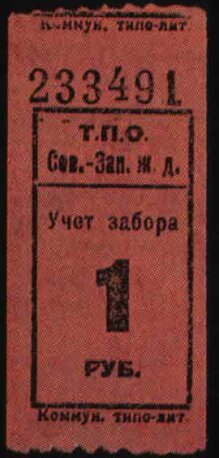 Коммун. типо-лит.
233491
Т.П.О.
Сев.-Зап. ж. д.
Учет забора
1
РУБ.
Коммун. типо-лит.